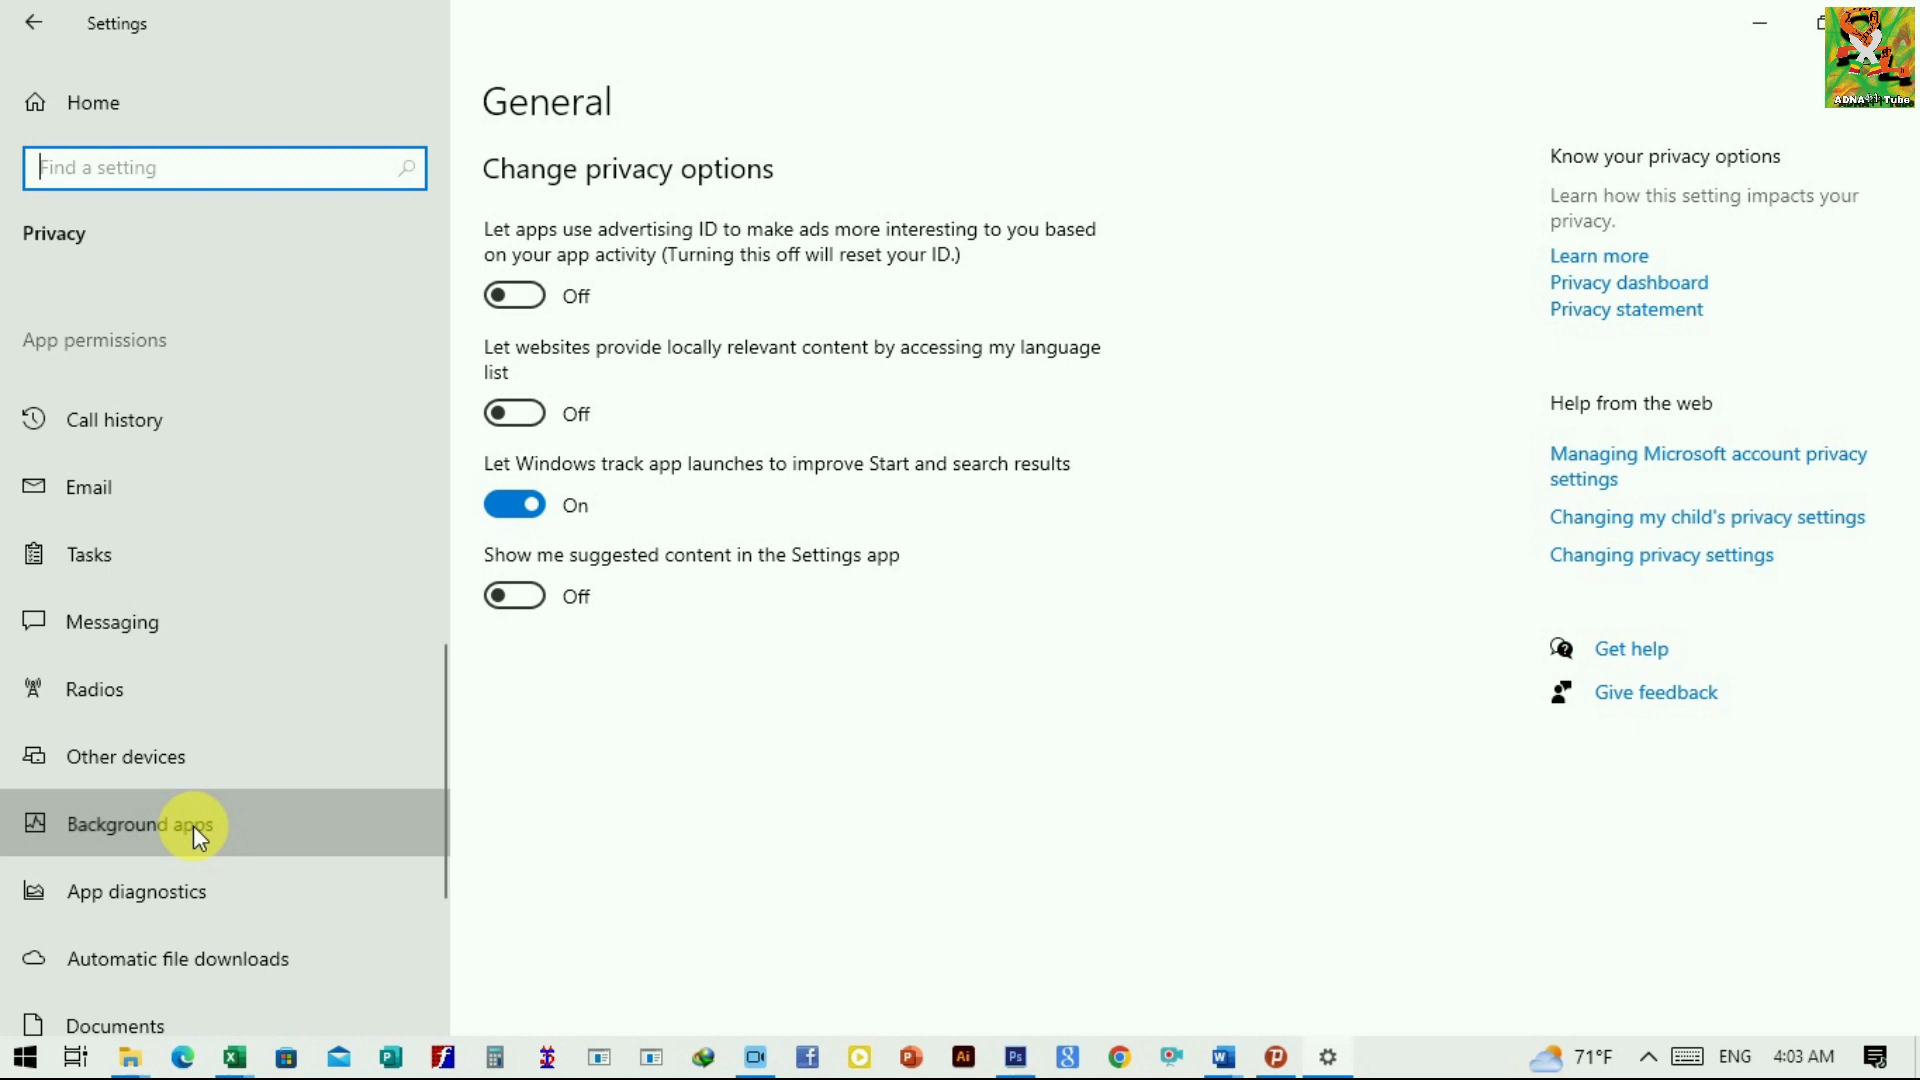 Settings
Home
Find a setting
Privacy
App permissions
Call history
Email
Tasks
Messaging
Radios
Other devices
Background apps
App diagnostics
Automatic file downloads
Documents
General
Change privacy options
Let apps use advertising ID to make ads more interesting to you based
on your app activity (Turning this off will reset your ID.)
Off
Let websites provide locally relevant content by accessing my language
list
Off
Let Windows track app launches to improve Start and search results
On
Show me suggested content in the Settings app
Off
Know your privacy options
Learn how this setting impacts your
privacy.
Learn more
Privacy dashboard
Privacy statement
Help from the web
Managing Microsoft account privacy
settings
Changing my child's privacy settings
Changing privacy settings
Get help
Give feedback
71°F
ENG
4:03 AM